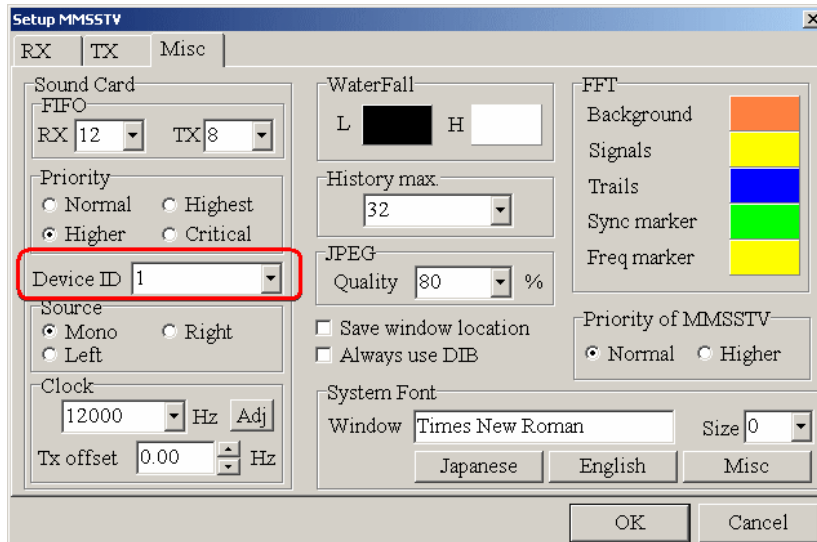 Setup MMSSTV
RX TX Misc
Sound Card
FIFO
RX 12 TX 8
Priority
Normal Highest
Higher Critical
Device ID 1
Source
Mono Right
Left
Clock
12000 Hz Adj
Tx offset 0.00 Hz
WaterFall
L H
History max.
32
JPEG
Quality 80 %
Save window location
Always use DIB
FFT
Background
Signals
Trails
Sync marker
Freq marker
Priority of MMSSTV
Normal Higher
System Font
Window Times New Roman Size 0
Japanese English Misc
OK Cancel